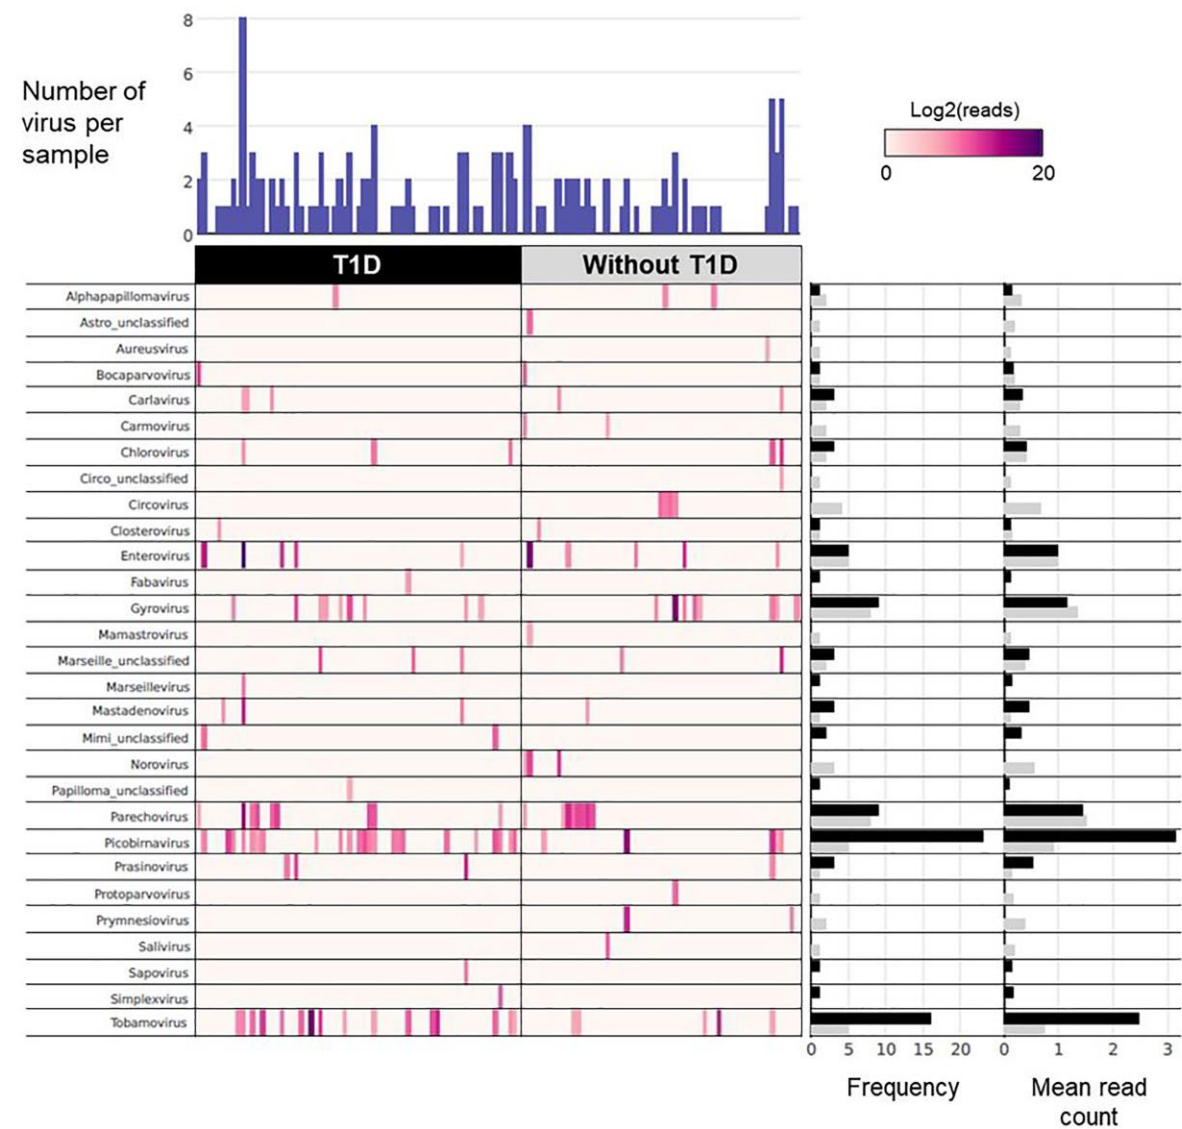 8
6
4
2
0
Number of
virus per
sample
Log2(reads)
0 20
T1D Without T1D
Alphapapillomavirus
Astro_unclassified
Aureusvirus
Bocaparvovirus
Carlavirus
Carmovirus
Chlorovirus
Circo_unclassified
Circovirus
Closterovirus
Enterovirus
Fabavirus
Gyrovirus
Mamastrovirus
Marseille_unclassified
Marseillevirus
Mastadenovirus
Mimi_unclassified
Norovirus
Papilloma_unclassified
Parechovirus
Picobirnavirus
Prasinovirus
Protoparvovirus
Prymnesiovirus
Salivirus
Sapovirus
Simplexvirus
Tobamovirus
0 5 10 15 20 0 1 2 3
Frequency
Mean read
count